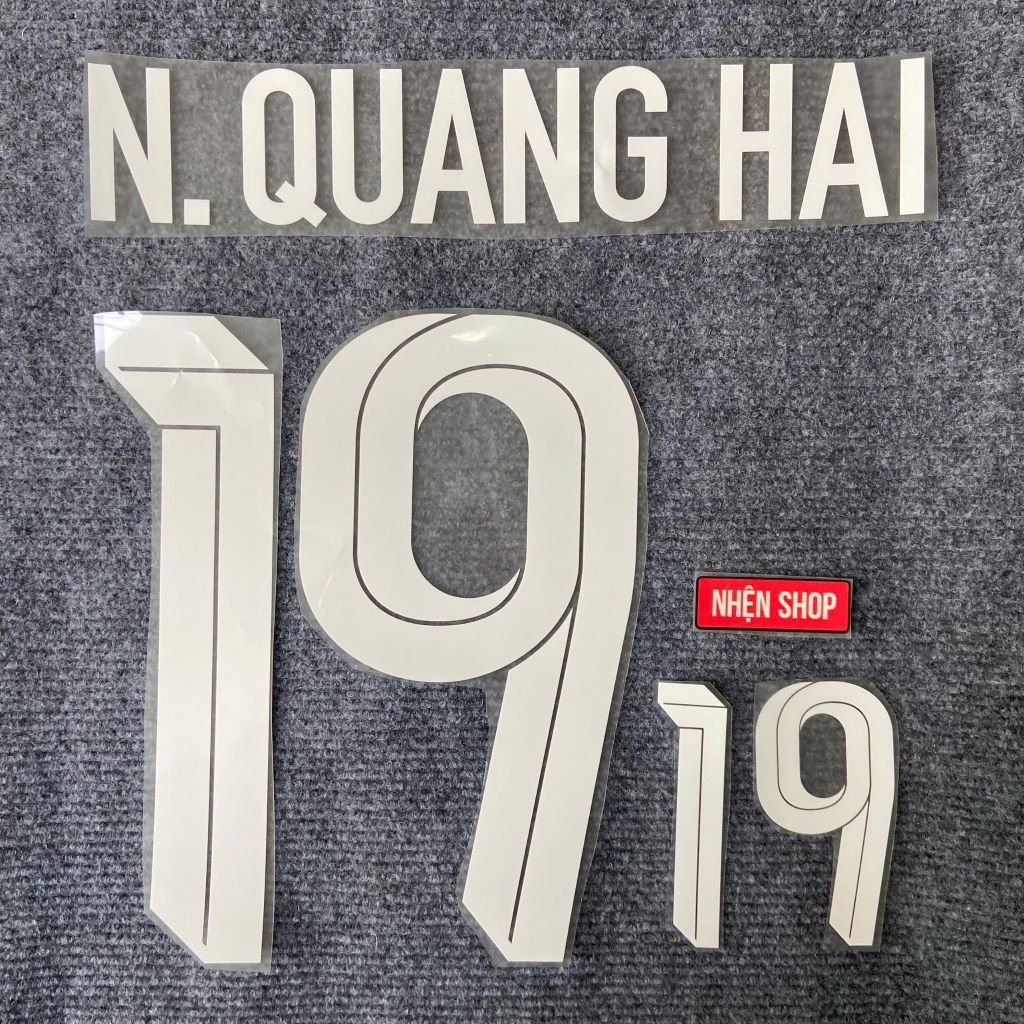 N. QUANG HAI
19
NHỆN SHOP
19